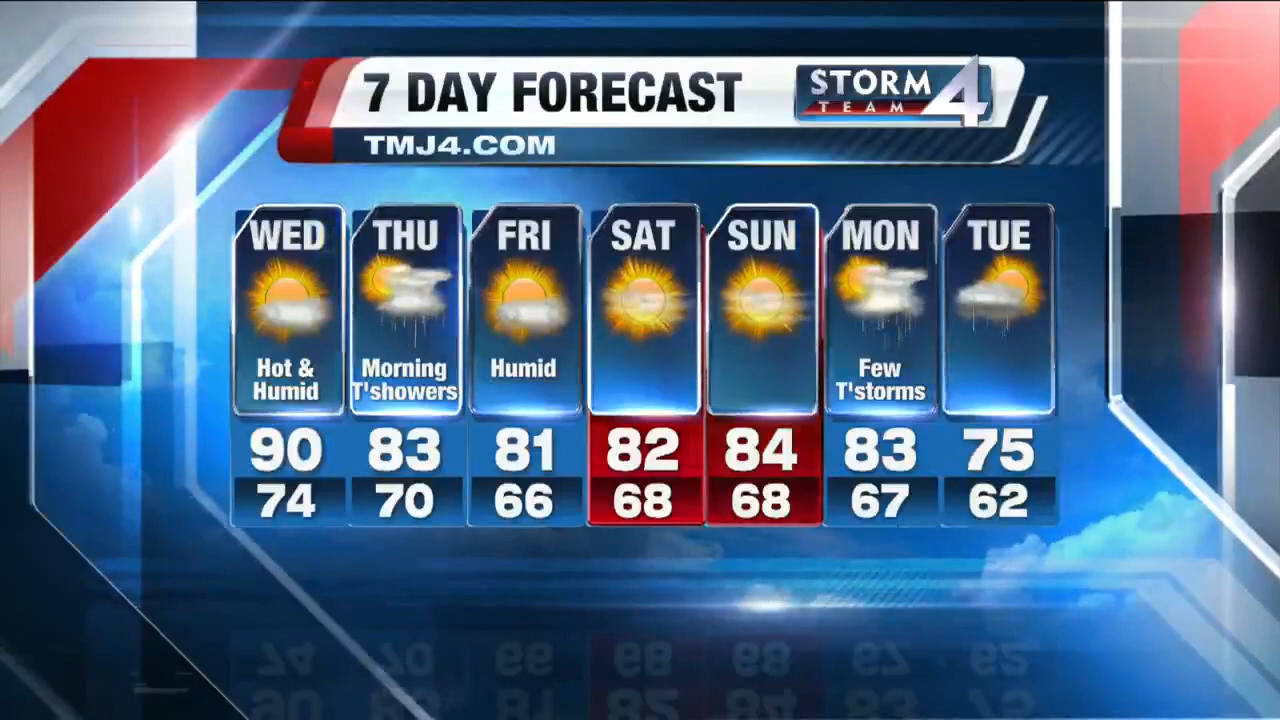 7 DAY FORECAST
STORM
TEAM 4
TMJ4.COM
WED THU FRI SAT SUN MON TUE
Hot & Humid
Morning T'showers
Humid
Few T'storms
90 83 81 82 84 83 75
74 70 66 68 68 67 62